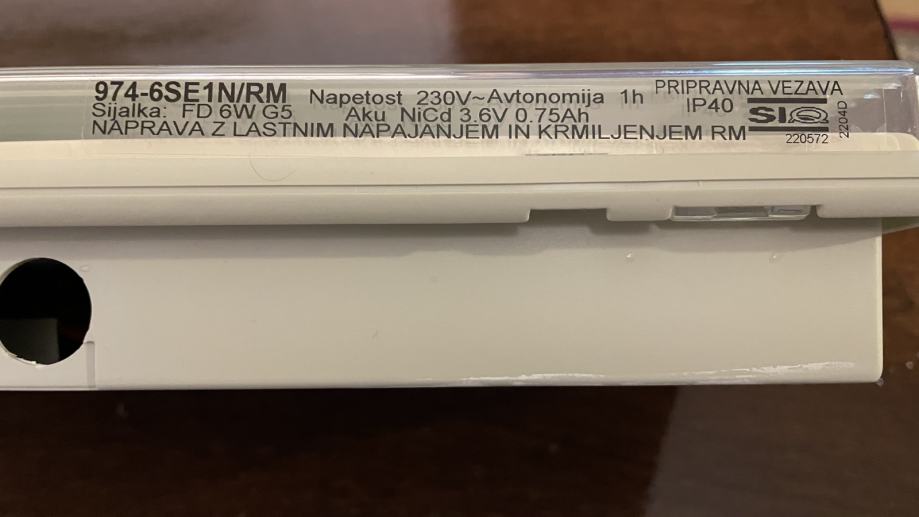 974-6SE1N/RM
Sijalka: FD 6W G5
Napetost 230V~Avtonomija 1h
Aku NiCd 3.6V 0.75Ah
PRIPRAVNA VEZAVA
IP40
SIQ
220572
2204D
NAPRAVA Z LASTNIM NAPAJANJEM IN KRMILJENJEM RM